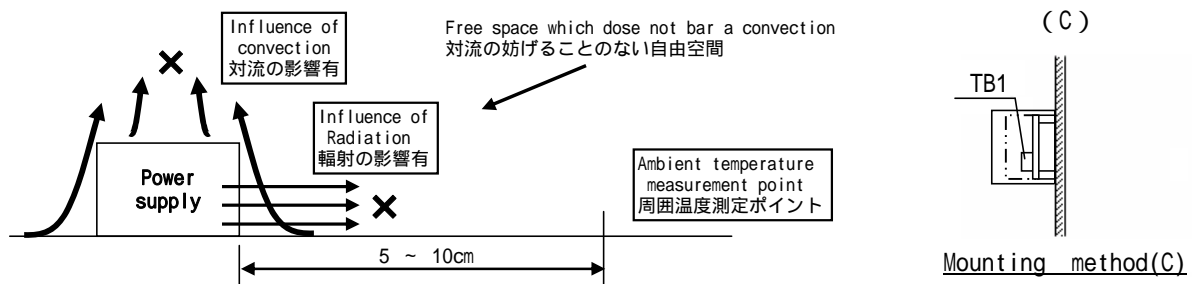 Influence of
convection
対流の影響有
Free space which dose not bar a convection
対流の妨げることのない自由空間
(C)
TB1
Influence of
Radiation
輻射の影響有
Power
supply
Ambient temperature
measurement point
周囲温度測定ポイント
5 ~ 10cm
Mounting method(C)